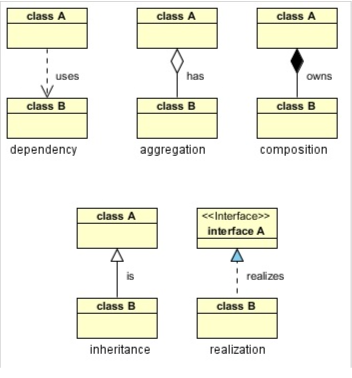 class A
class A
class A
uses
has
owns
class B
class B
class B
dependency
aggregation
composition
class A
<<Interface>>
interface A
is
realizes
class B
class B
inheritance
realization